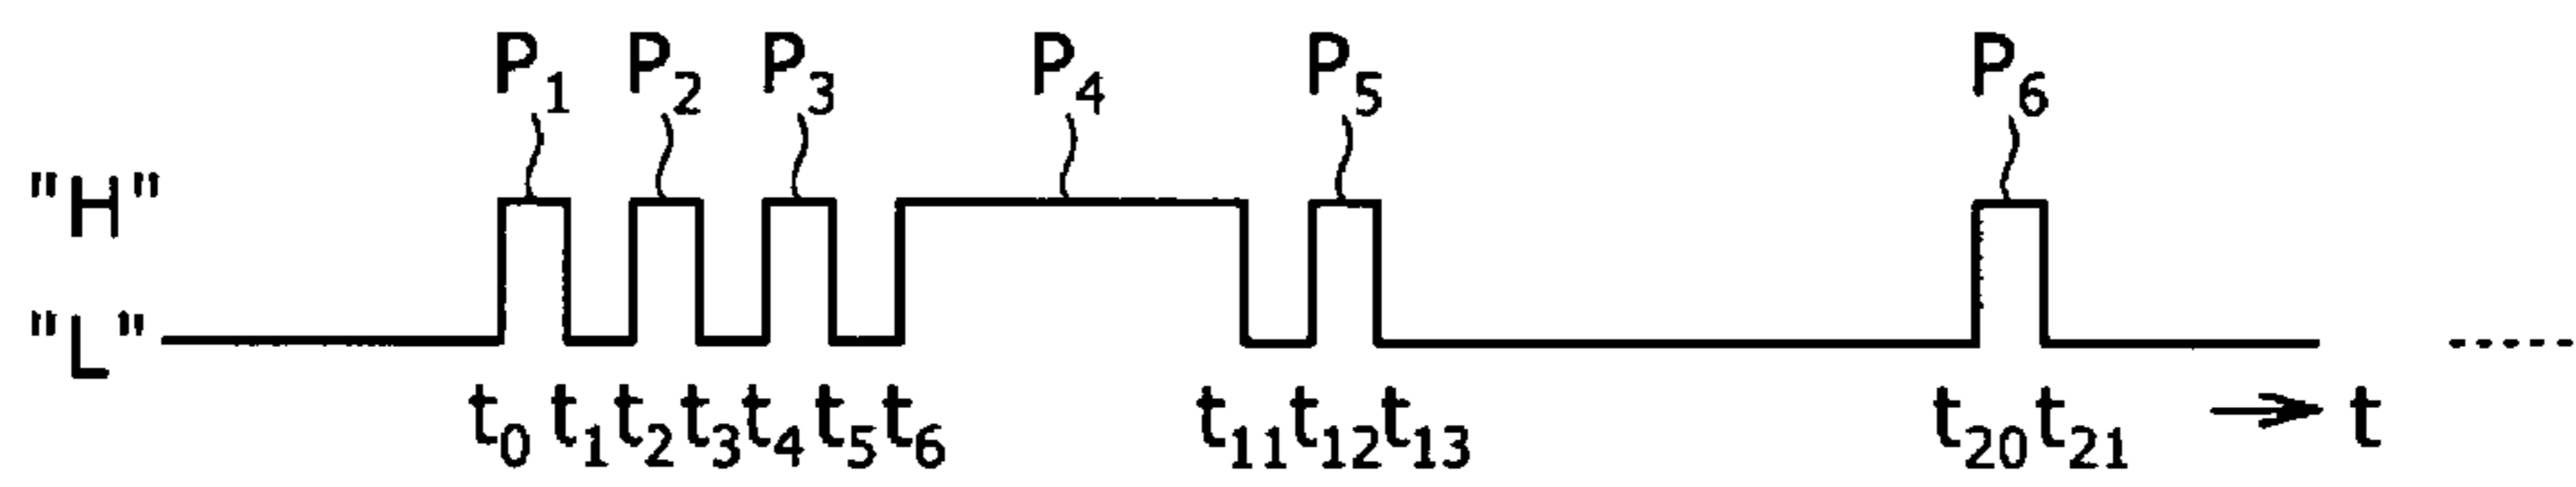 P₁ P₂ P₃ P₄ P₅ P₆
"H"
"L"
t₀ t₁ t₂ t₃ t₄ t₅ t₆ t₁₁ t₁₂ t₁₃ t₂₀ t₂₁ → t